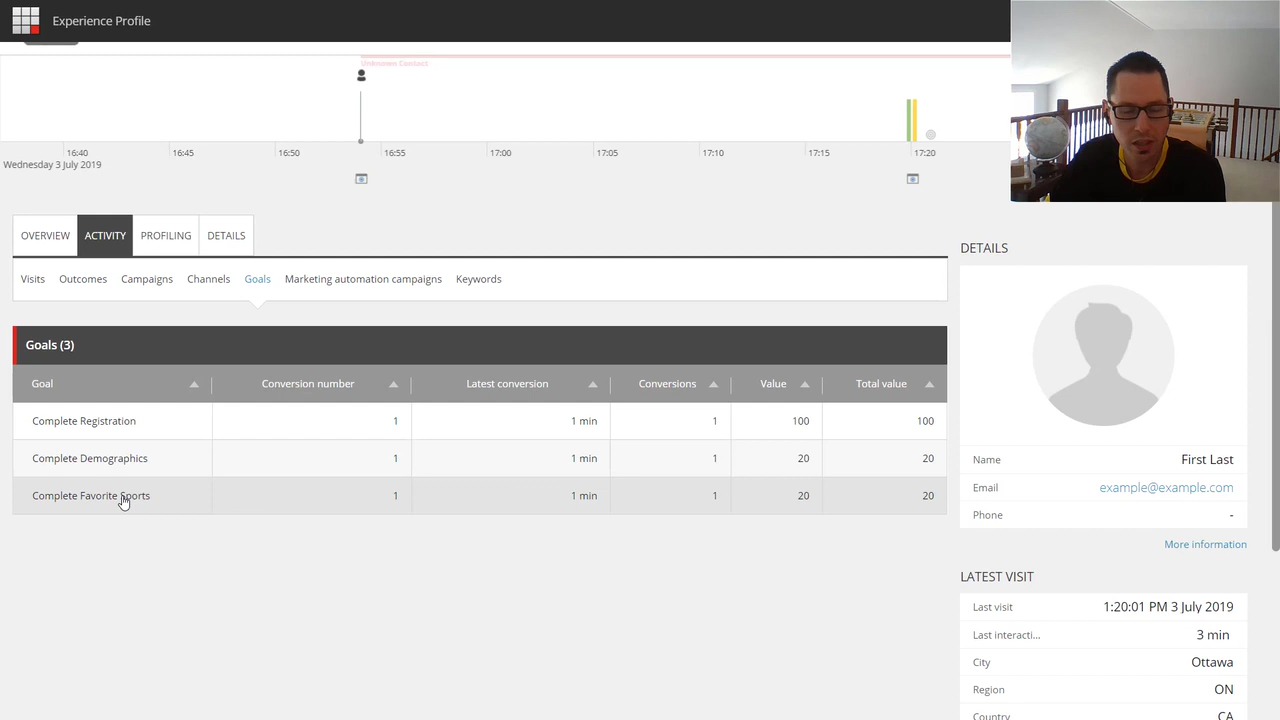 Experience Profile
Unknown Contact
16:40 16:45 16:50 16:55 17:00 17:05 17:10 17:15 17:20
Wednesday 3 July 2019
OVERVIEW ACTIVITY PROFILING DETAILS
Visits Outcomes Campaigns Channels Goals Marketing automation campaigns Keywords
Goals (3)
Goal Conversion number Latest conversion Conversions Value Total value
Complete Registration 1 1 min 1 100 100
Complete Demographics 1 1 min 1 20 20
Complete Favorite Sports 1 1 min 1 20 20
DETAILS
Name First Last
Email example@example.com
Phone -
More information
LATEST VISIT
Last visit 1:20:01 PM 3 July 2019
Last interacti... 3 min
City Ottawa
Region ON
Country CA